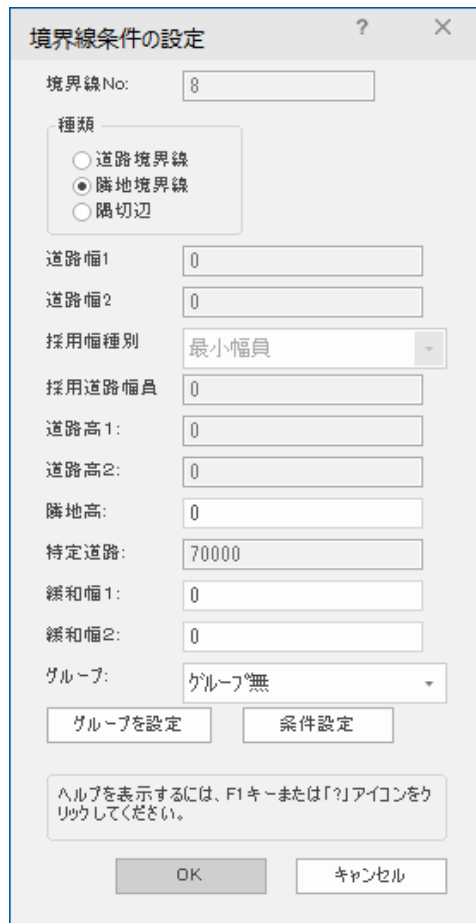 境界線条件の設定 ? ×
境界線No: 8
種類
道路境界線
隣地境界線
隅切辺
道路幅1 0
道路幅2 0
採用幅種別 最小幅員
採用道路幅員 0
道路高1: 0
道路高2: 0
隣地高: 0
特定道路: 70000
緩和幅1: 0
緩和幅2: 0
グループ: グループ無
グループを設定 条件設定
ヘルプを表示するには、F1キーまたは「?」アイコンをク
リックしてください。
OK キャンセル